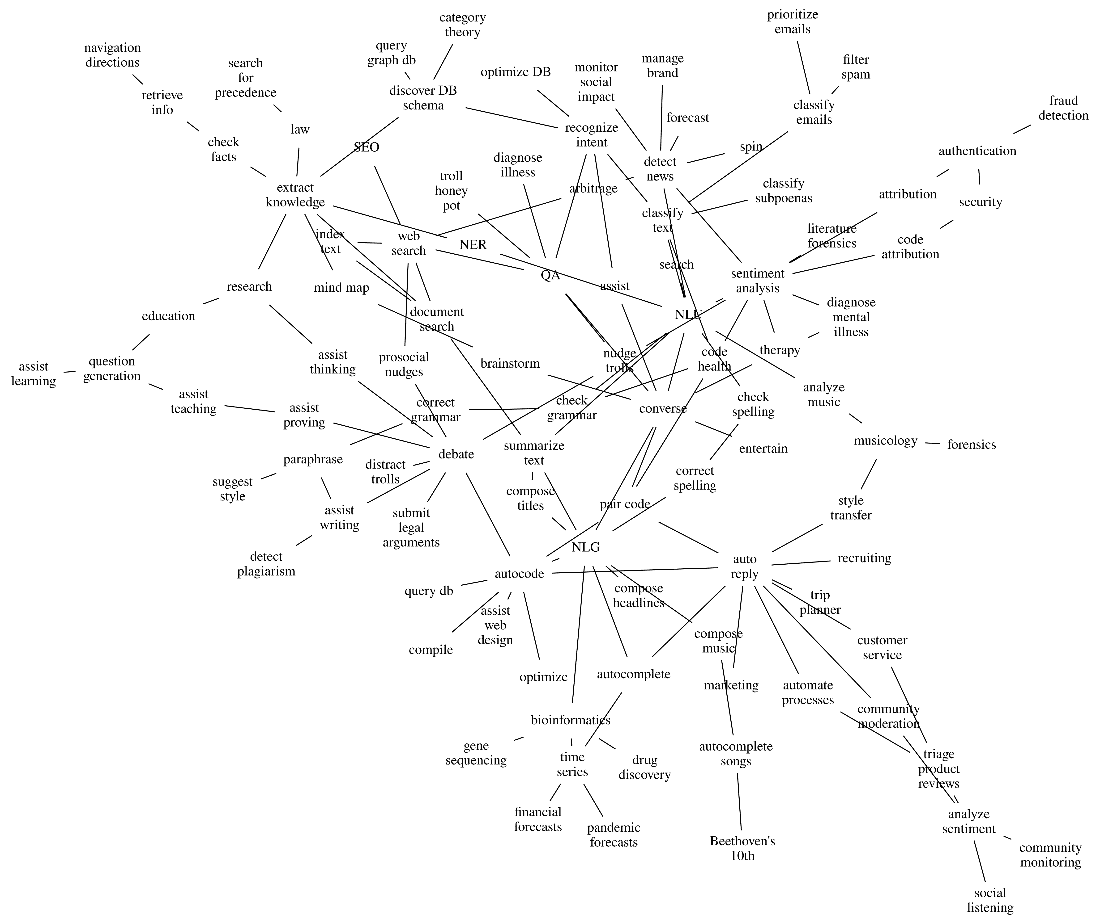 category
theory
prioritize
emails
navigation
directions
query
graph db
search
for
precedence
optimize DB
monitor
social
impact
manage
brand
filter
spam
retrieve
info
discover DB
schema
classify
emails
fraud
detection
law
check
facts
SEO
recognize
intent
forecast
spin
authentication
diagnose
illness
detect
news
troll
honey
pot
extract
knowledge
arbitrage
classify
subpoenas
attribution
security
classify
text
index
text
web
search
NER
literature
forensics
code
attribution
search
QA
sentiment
analysis
research
mind map
assist
education
document
search
NLU
diagnose
mental
illness
assist
learning
question
generation
assist
thinking
prosocial
nudges
brainstorm
nudge
trolls
code
health
therapy
assist
teaching
assist
proving
correct
grammar
check
grammar
converse
check
spelling
analyze
music
paraphrase
distract
trolls
debate
summarize
text
entertain
musicology
forensics
suggest
style
assist
writing
submit
legal
arguments
compose
titles
correct
spelling
pair code
style
transfer
detect
plagiarism
NLG
autocode
auto
reply
recruiting
query db
assist
web
design
compose
headlines
trip
planner
compile
optimize
autocomplete
compose
music
customer
service
marketing
automate
processes
community
moderation
bioinformatics
gene
sequencing
time
series
drug
discovery
autocomplete
songs
triage
product
reviews
financial
forecasts
pandemic
forecasts
Beethoven's
10th
analyze
sentiment
community
monitoring
social
listening